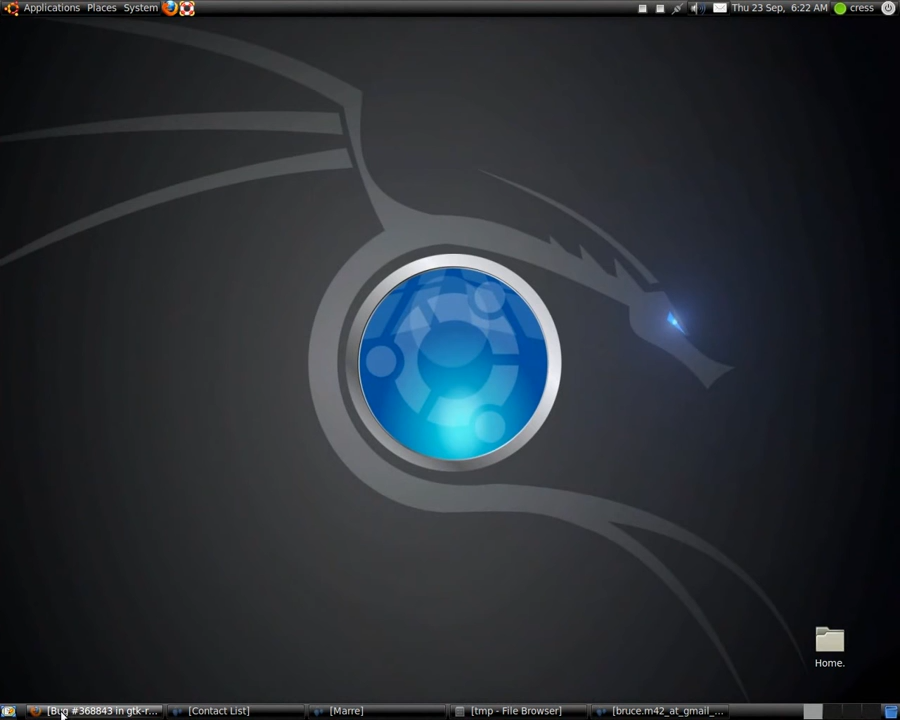 Applications Places System Thu 23 Sep, 6:22 AM cress
Home.
[Bug #368843 in gtk-r... [Contact List] [Marre] [tmp - File Browser] [bruce.m42_at_gmail_...